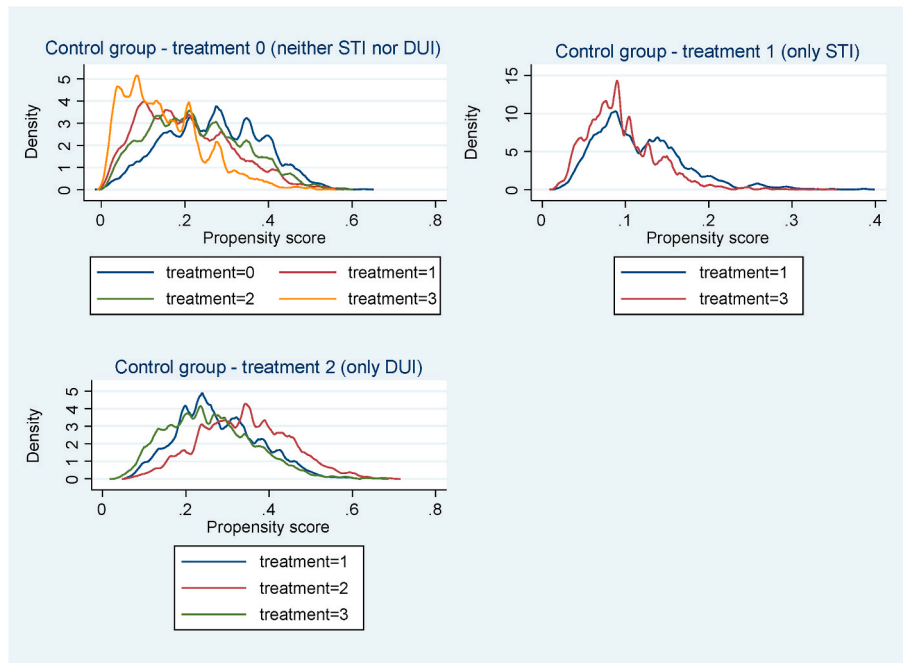 Control group - treatment 0 (neither STI nor DUI)
Density
5
4
3
2
1
0
0 .2 .4 .6 .8
Propensity score
treatment=0 treatment=1
treatment=2 treatment=3
Control group - treatment 1 (only STI)
Density
15
10
5
0
0 .1 .2 .3 .4
Propensity score
treatment=1
treatment=3
Control group - treatment 2 (only DUI)
Density
5
4 4
2 3
1 2
0 1
0
0 .2 .4 .6 .8
Propensity score
treatment=1
treatment=2
treatment=3